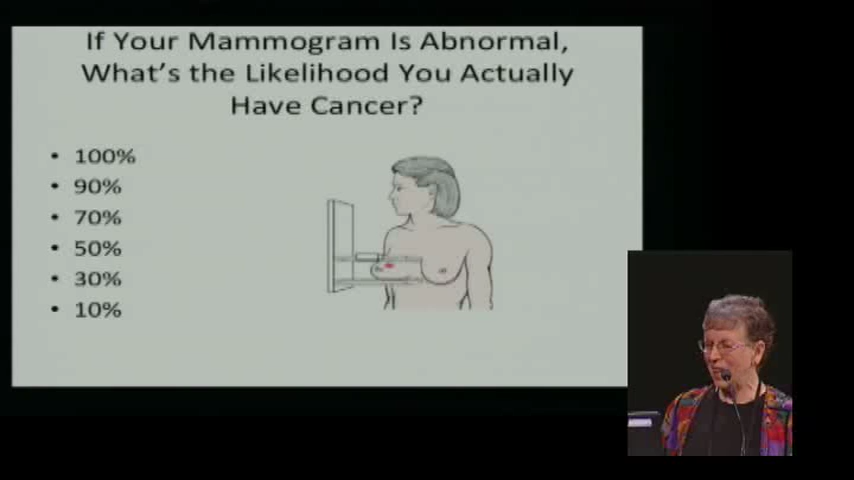 If Your Mammogram Is Abnormal,
What's the Likelihood You Actually
Have Cancer?
• 100%
• 90%
• 70%
• 50%
• 30%
• 10%